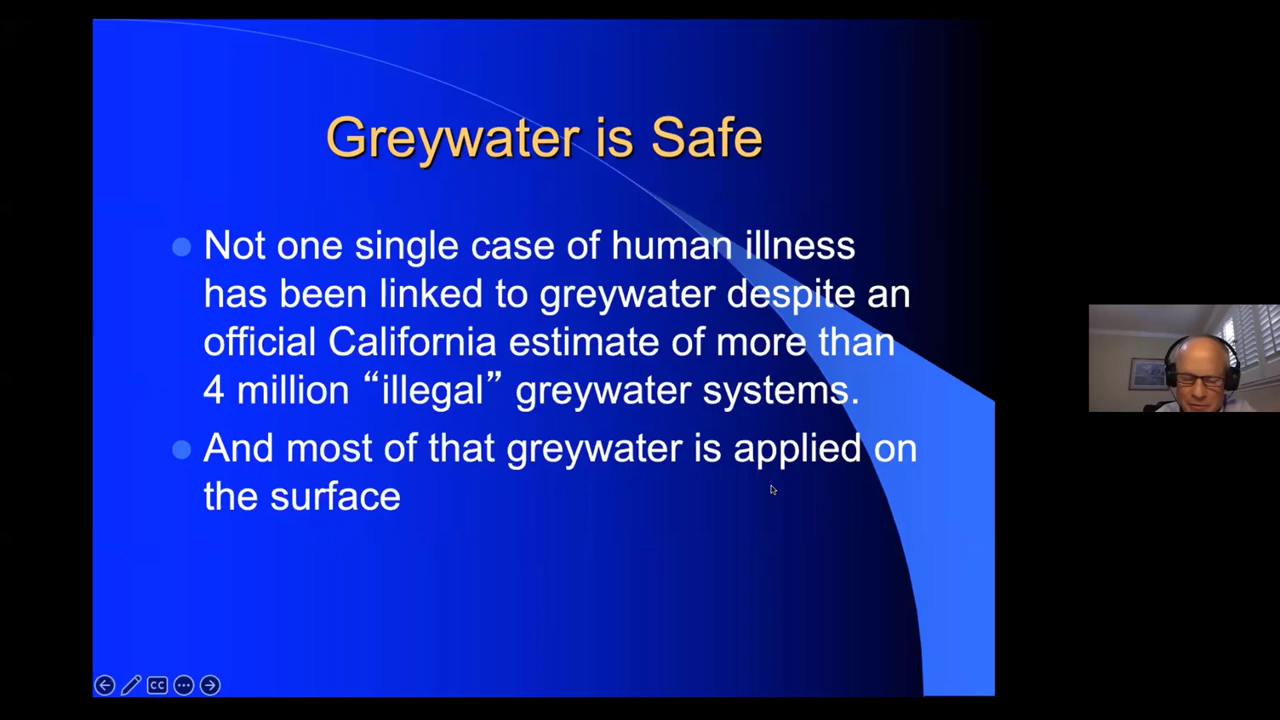 Greywater is Safe
Not one single case of human illness
has been linked to greywater despite an
official California estimate of more than
4 million “illegal” greywater systems.
And most of that greywater is applied on
the surface
CC